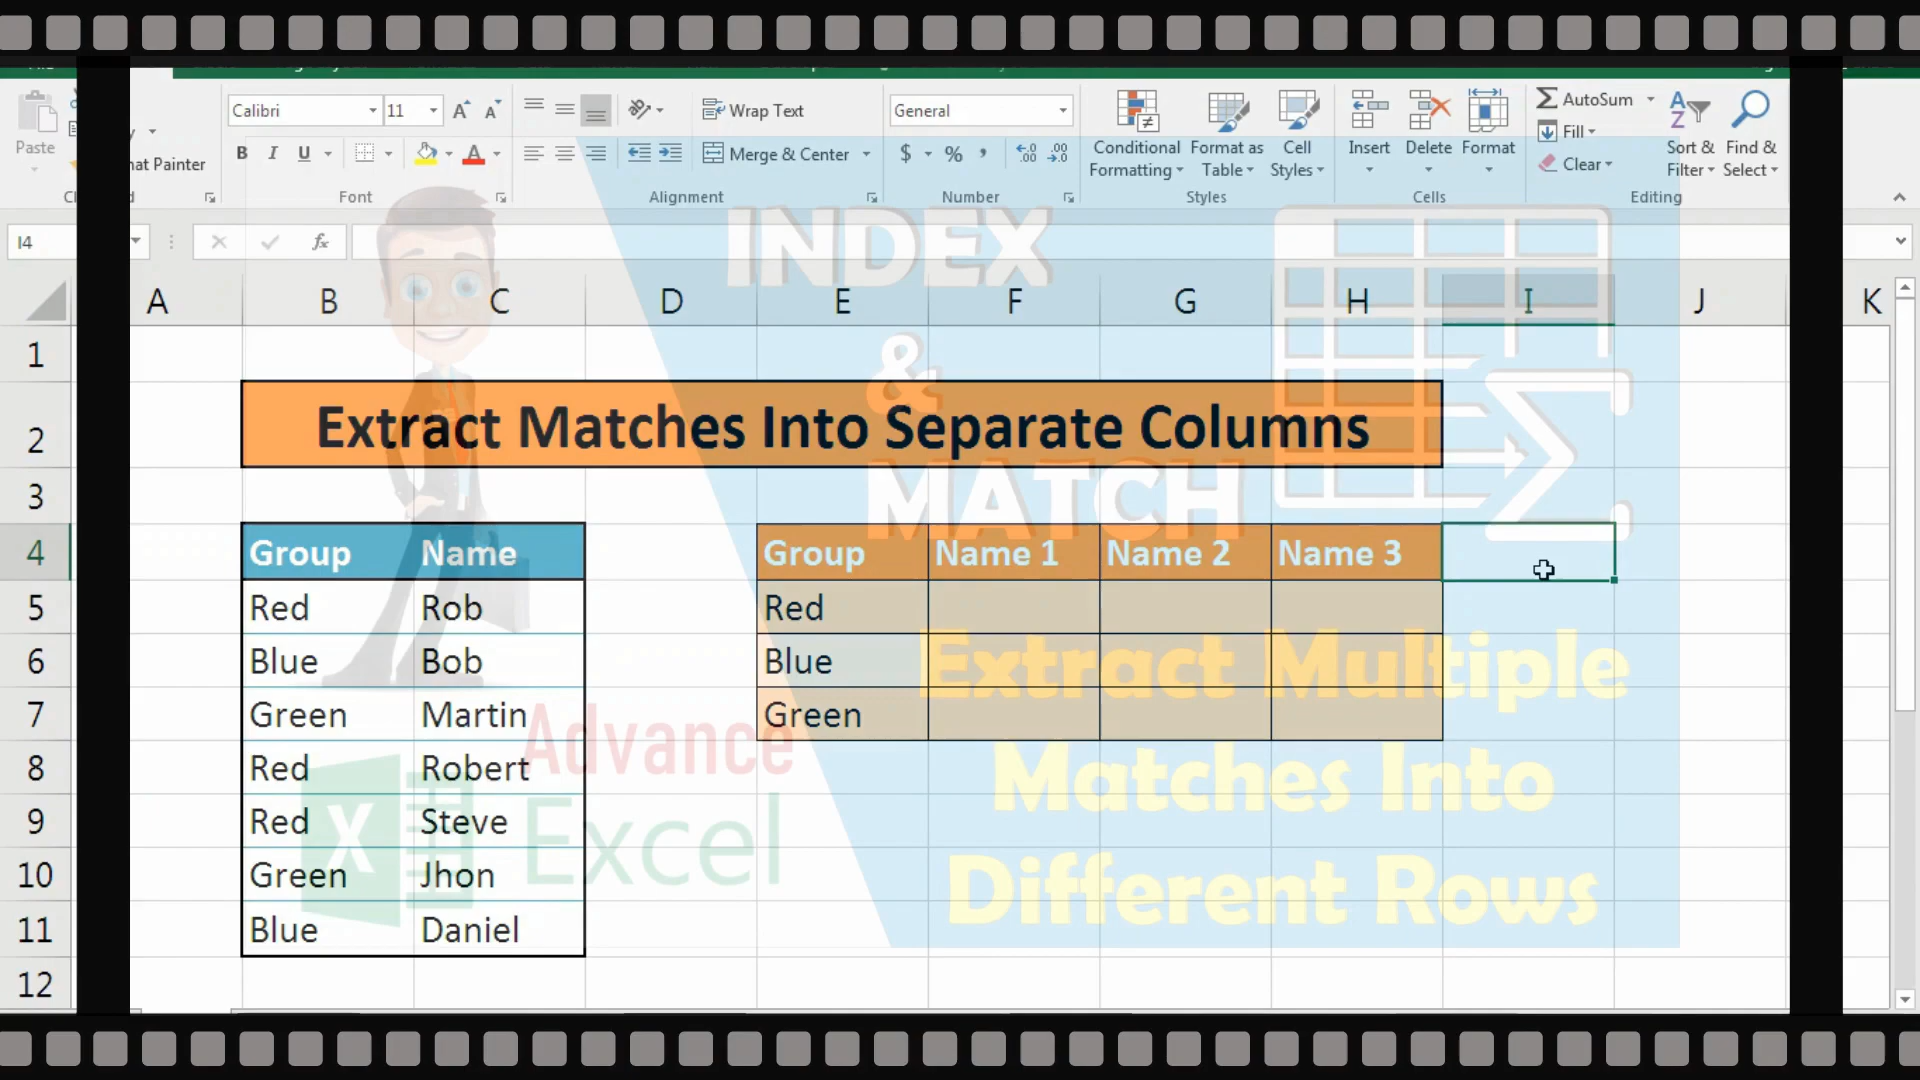 Calibri 11 Wrap Text General AutoSum
Fill
Paste at Painter B I U Merge & Center $ % Conditional Formatting Format as Table Cell Styles Insert Delete Format Clear Sort & Filter Find & Select
Font Alignment Number Styles Cells Editing
I4 fx
INDEX
&
MATCH
A B C D E F G H I J K
1
2 Extract Matches Into Separate Columns
3
4 Group Name Group Name 1 Name 2 Name 3
5 Red Rob Red
6 Blue Bob Blue
7 Green Martin Green
8 Red Robert
9 Red Steve
10 Green Jhon
11 Blue Daniel
12
Advance
Excel
Extract Multiple
Matches Into
Different Rows